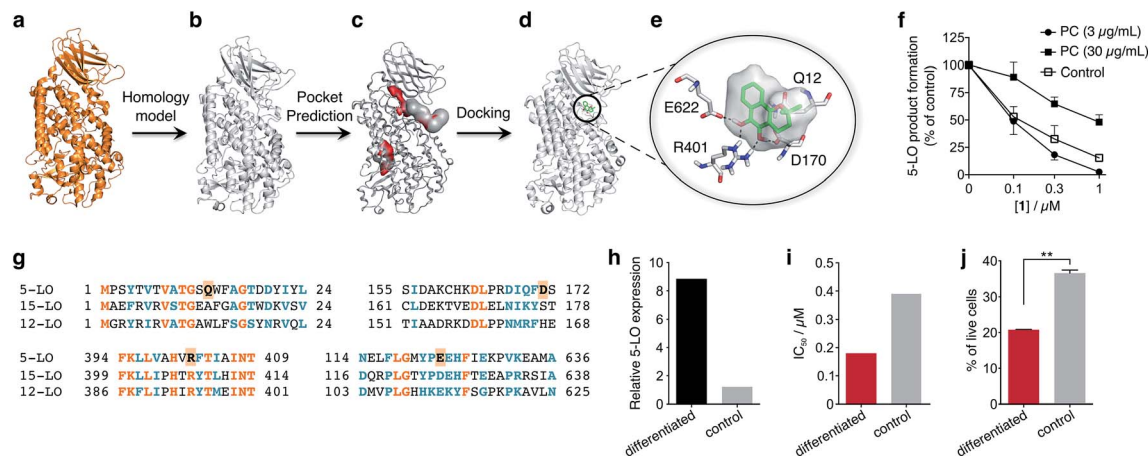 a
b
c
d
e
f
Homology
model
Pocket
Prediction
Docking
E622
Q12
R401
D170
5-LO product formation
(% of control)
125
100
75
50
25
0
0
0.1
0.3
1
[1] / µM
PC (3 µg/mL)
PC (30 µg/mL)
Control
g
5-LO 1 MPSYTVTVATGSQWFAGTDDYIYL 24 155 SIDAKCHKDLPRDIQFDS 172
15-LO 1 MAEFRVRVSTGEAFGAGTWDKVSV 24 161 CLDEKTVEDLELNIKYST 178
12-LO 1 MGRYRIRVATGAWLFSGSYNRVQL 24 151 TIAADRKDDLPPNMRFHE 168
5-LO 394 FKLLVAHVRFTIAINT 409 114 NELFLGMYPEEHFIEKPVKEAMA 636
15-LO 399 FKLLIPHTRYTLHINT 414 116 DQRPLGTYPDEHFTEEAPRRSIA 638
12-LO 386 FKFLIPHIRYTMEINT 401 103 DMVPLGHHKEKYFSGPKPKAVLN 625
h
Relative 5-LO expression
10
8
6
4
2
0
differentiated
control
i
IC50 / µM
0.5
0.4
0.3
0.2
0.1
0
differentiated
control
j
% of live cells
40
30
20
10
0
**
differentiated
control